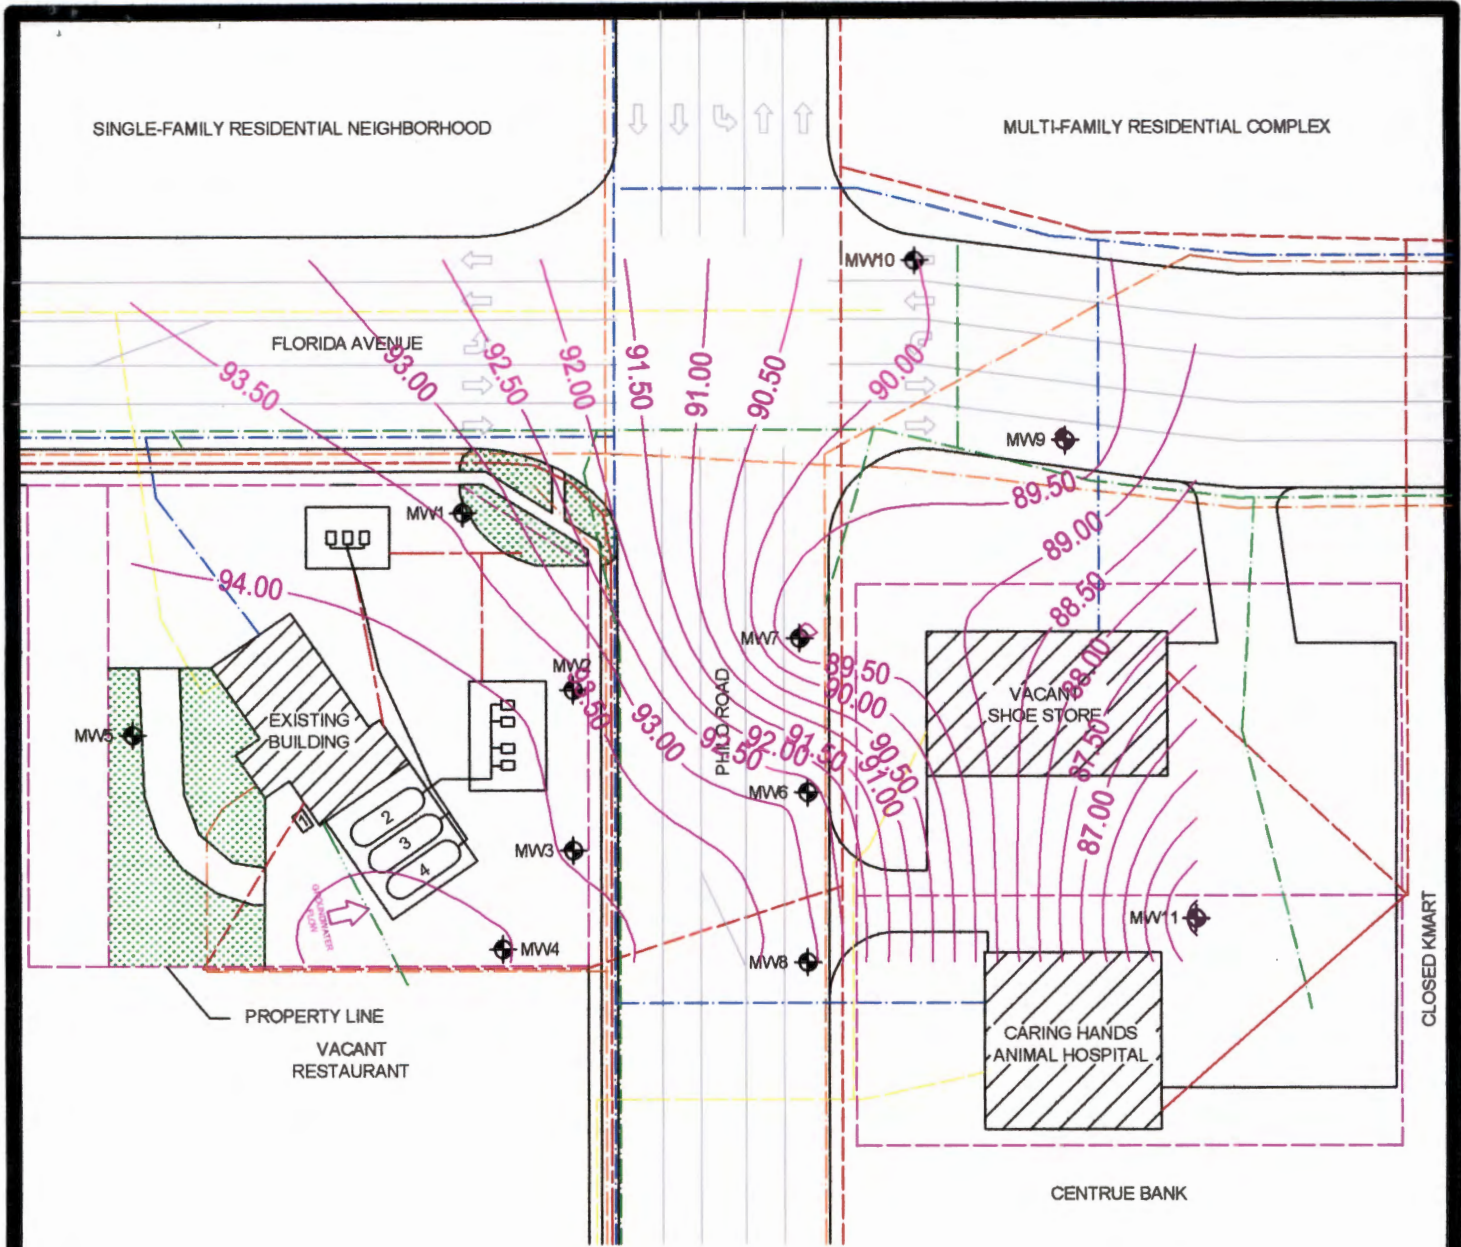 SINGLE-FAMILY RESIDENTIAL NEIGHBORHOOD
MULTI-FAMILY RESIDENTIAL COMPLEX
MW10
FLORIDA AVENUE
93.50
93.00
92.50
92.00
91.50
91.00
90.50
90.00
MW9
89.50
MW1
89.00
94.00
88.50
MW7
MW2
93.50
89.50
90.00
88.00
VACANT
SHOE STORE
EXISTING
BUILDING
MW5
93.00
92.50
PHILO ROAD
92.00
91.50
90.50
91.00
87.50
MW6
87.00
1
2
3
4
MW3
GROUNDWATER
FLOW
MW4
MW8
MW11
CLOSED KMART
PROPERTY LINE
VACANT
RESTAURANT
CARING HANDS
ANIMAL HOSPITAL
CENTRUE BANK